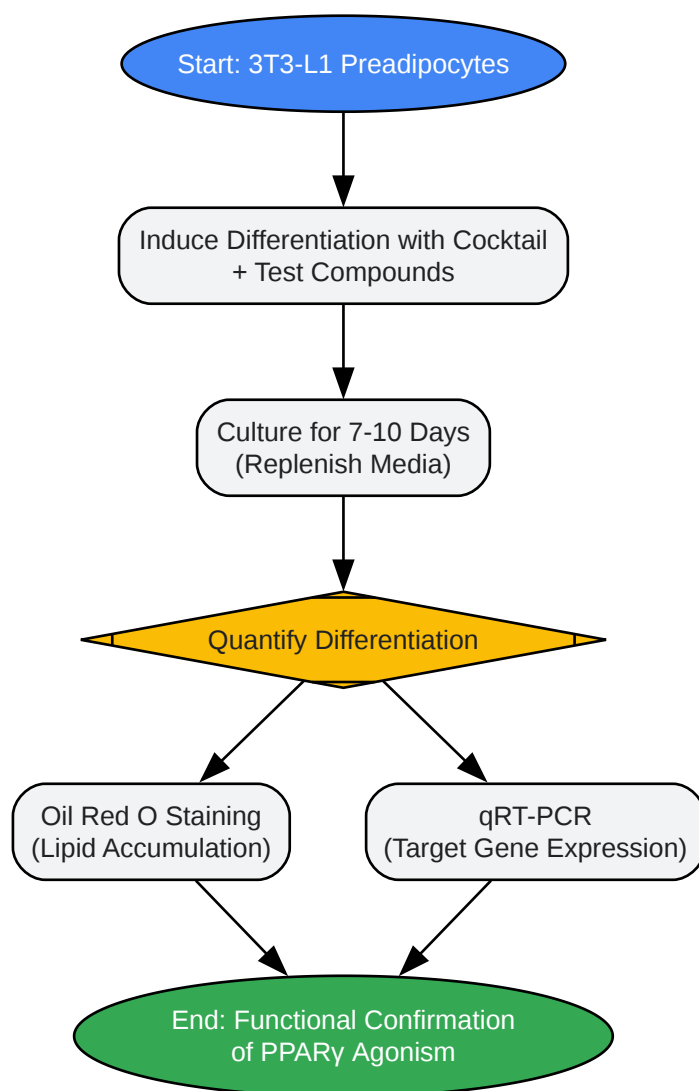 Start: 3T3-L1 Preadipocytes
Induce Differentiation with Cocktail
+ Test Compounds
Culture for 7-10 Days
(Replenish Media)
Quantify Differentiation
Oil Red O Staining
(Lipid Accumulation)
qRT-PCR
(Target Gene Expression)
End: Functional Confirmation
of PPARγ Agonism